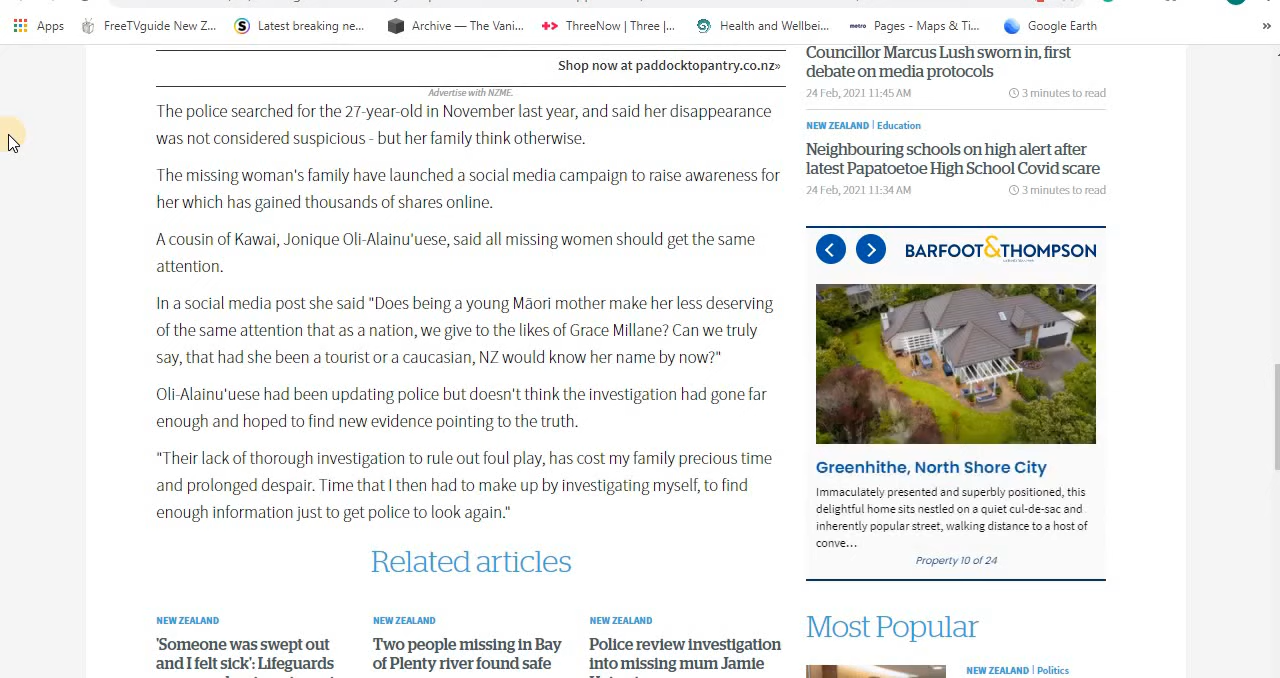 Apps
FreeTVguide New Z...
Latest breaking ne...
Archive — The Vani...
ThreeNow | Three |...
Health and Wellbei...
metro Pages - Maps & Ti...
Google Earth
»
Shop now at paddocktopantry.co.nz»
Advertise with NZME.
The police searched for the 27-year-old in November last year, and said her disappearance
was not considered suspicious - but her family think otherwise.
The missing woman's family have launched a social media campaign to raise awareness for
her which has gained thousands of shares online.
A cousin of Kawai, Jonique Oli-Alainu'uese, said all missing women should get the same
attention.
In a social media post she said "Does being a young Māori mother make her less deserving
of the same attention that as a nation, we give to the likes of Grace Millane? Can we truly
say, that had she been a tourist or a caucasian, NZ would know her name by now?"
Oli-Alainu'uese had been updating police but doesn't think the investigation had gone far
enough and hoped to find new evidence pointing to the truth.
"Their lack of thorough investigation to rule out foul play, has cost my family precious time
and prolonged despair. Time that I then had to make up by investigating myself, to find
enough information just to get police to look again."
Related articles
NEW ZEALAND
'Someone was swept out
and I felt sick': Lifeguards
NEW ZEALAND
Two people missing in Bay
of Plenty river found safe
NEW ZEALAND
Police review investigation
into missing mum Jamie
Councillor Marcus Lush sworn in, first
debate on media protocols
24 Feb, 2021 11:45 AM
3 minutes to read
NEW ZEALAND | Education
Neighbouring schools on high alert after
latest Papatoetoe High School Covid scare
24 Feb, 2021 11:34 AM
3 minutes to read
BARFOOT&THOMPSON
Greenhithe, North Shore City
Immaculately presented and superbly positioned, this
delightful home sits nestled on a quiet cul-de-sac and
inherently popular street, walking distance to a host of
conve...
Property 10 of 24
Most Popular
NEW ZEALAND | Politics